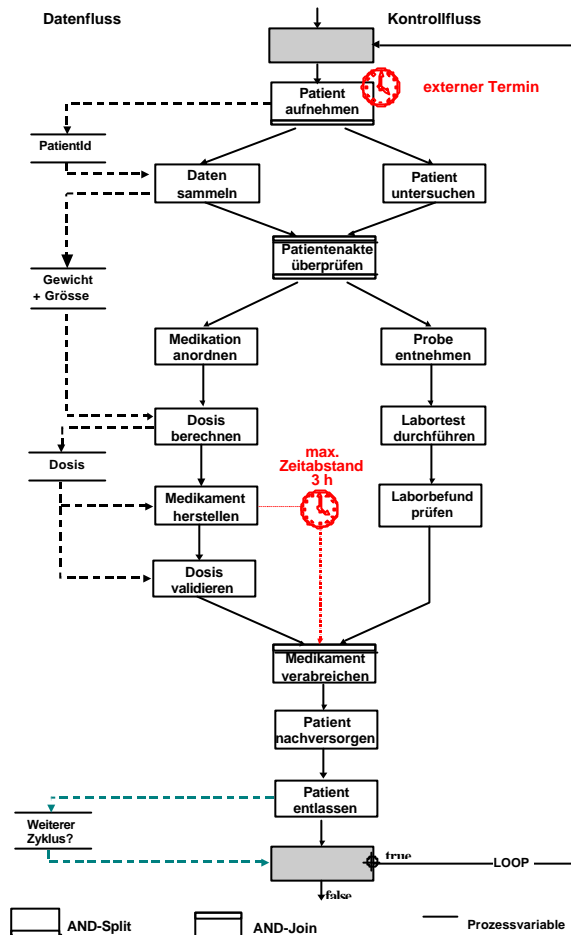 Datenfluss
Kontrollfluss
Patient
aufnehmen
externer Termin
PatientId
Daten
sammeln
Patient
untersuchen
Patientenakte
überprüfen
Gewicht
+ Grösse
Medikation
anordnen
Probe
entnehmen
Dosis
berechnen
Labortest
durchführen
max.
Zeitabstand
3 h
Dosis
Medikament
herstellen
Laborbefund
prüfen
Dosis
validieren
Medikament
verabreichen
Patient
nachversorgen
Patient
entlassen
Weiterer
Zyklus?
true
LOOP
false
AND-Split
AND-Join
Prozessvariable